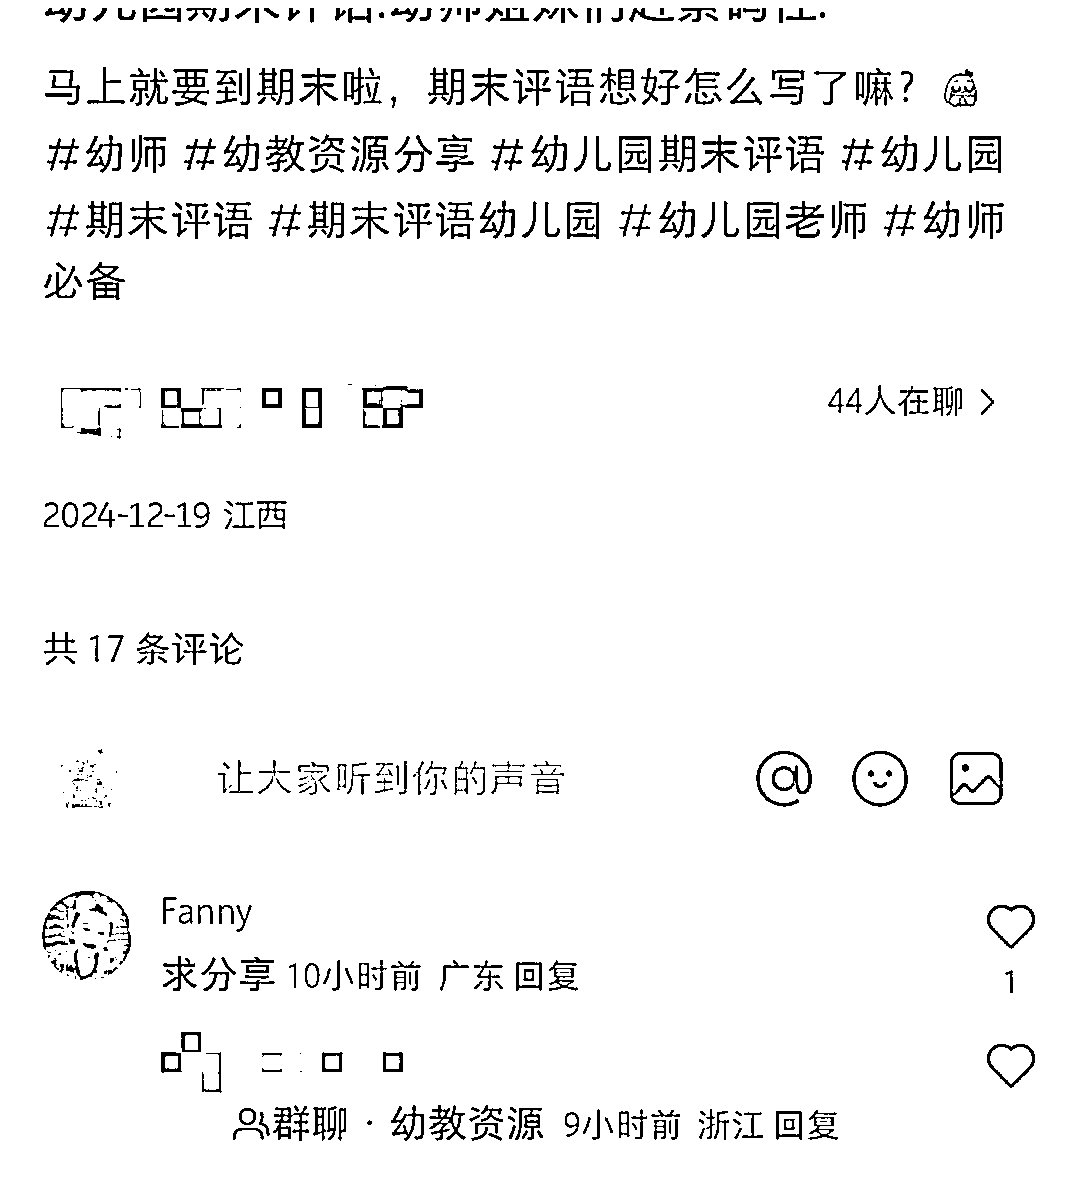 马上就要到期末啦，期末评语想好怎么写了嘛？
#幼师 #幼教资源分享 #幼儿园期末评语 #幼儿园
#期末评语 #期末评语幼儿园 #幼儿园老师 #幼师
必备
44人在聊
2024-12-19 江西
共 17 条评论
让大家听到你的声音
Fanny
求分享 10小时前 广东 回复
1
群聊 · 幼教资源 9小时前 浙江 回复